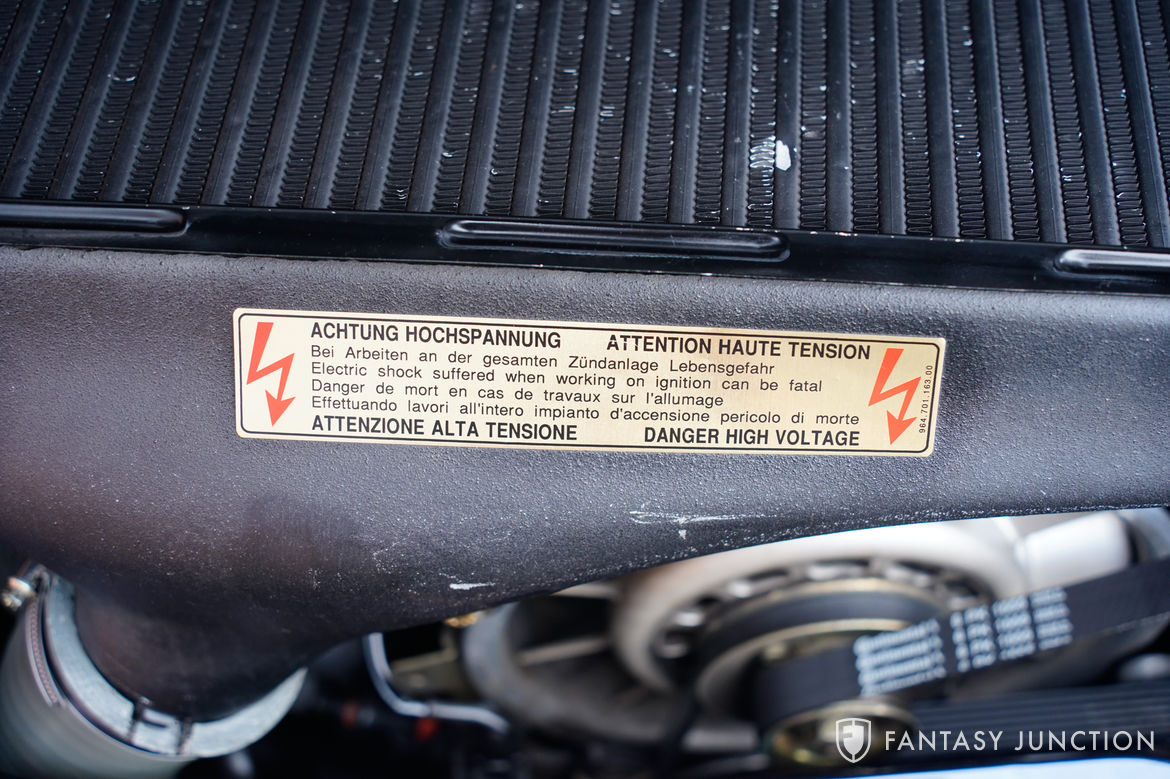 ACHTUNG HOCHSPANNUNG ATTENTION HAUTE TENSION
Bei Arbeiten an der gesamten Zündanlage Lebensgefahr
Electric shock suffered when working on ignition can be fatal
Danger de mort en cas de travaux sur l'allumage
Effettuando lavori all'intero impianto d'accensione pericolo di morte
ATTENZIONE ALTA TENSIONE DANGER HIGH VOLTAGE
964.701.163.00
FANTASY JUNCTION